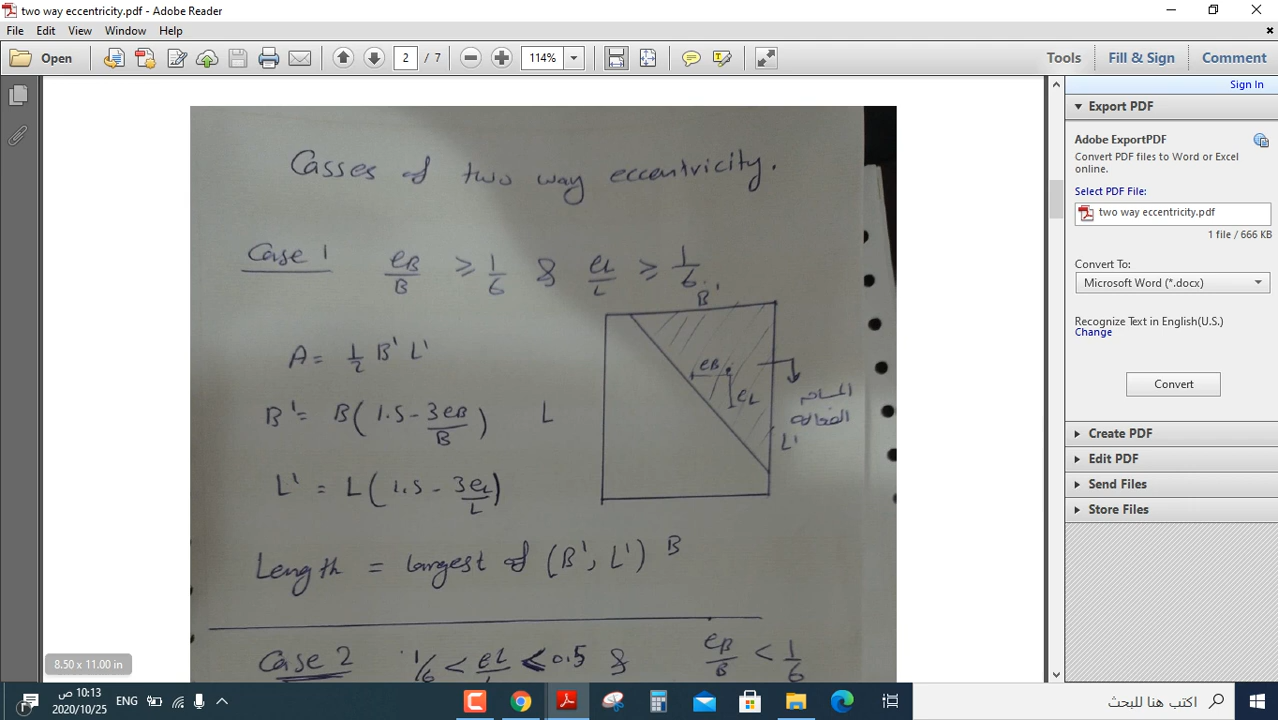 two way eccentricity.pdf - Adobe Reader
File Edit View Window Help
Open 2 / 7 114% Tools Fill & Sign Comment
Sign In
Export PDF
Adobe ExportPDF
Convert PDF files to Word or Excel
online.
Select PDF File:
two way eccentricity.pdf
1 file / 666 KB
Convert To:
Microsoft Word (*.docx)
Recognize Text in English(U.S.)
Change
Convert
Create PDF
Edit PDF
Send Files
Store Files
Casses of two way eccentricity.
Case 1 eB/B ≥ 1/6 & eL/L ≥ 1/6
B'
A = 1/2 B' L'
eB
eL
المساحه
الفعاله
B' = B(1.5 - 3eB/B) L
L'
L' = L(1.5 - 3eL/L)
Length = largest of (B', L') B
Case 2 1/6 < eL/L < 0.5 & eB/B < 1/6
8.50 x 11.00 in
10:13 ص
2020/10/25
ENG
اكتب هنا للبحث